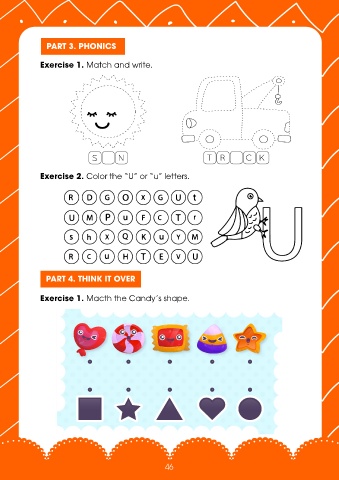 PART 3. PHONICS
Exercise 1. Match and write.
S N
T R C K
Exercise 2. Color the “U” or “u” letters.
R D G O X G U t
U M P u F C T r
s h X Q K u Y M
R c u H T E v U
U
PART 4. THINK IT OVER
Exercise 1. Macth the Candy´s shape.
46